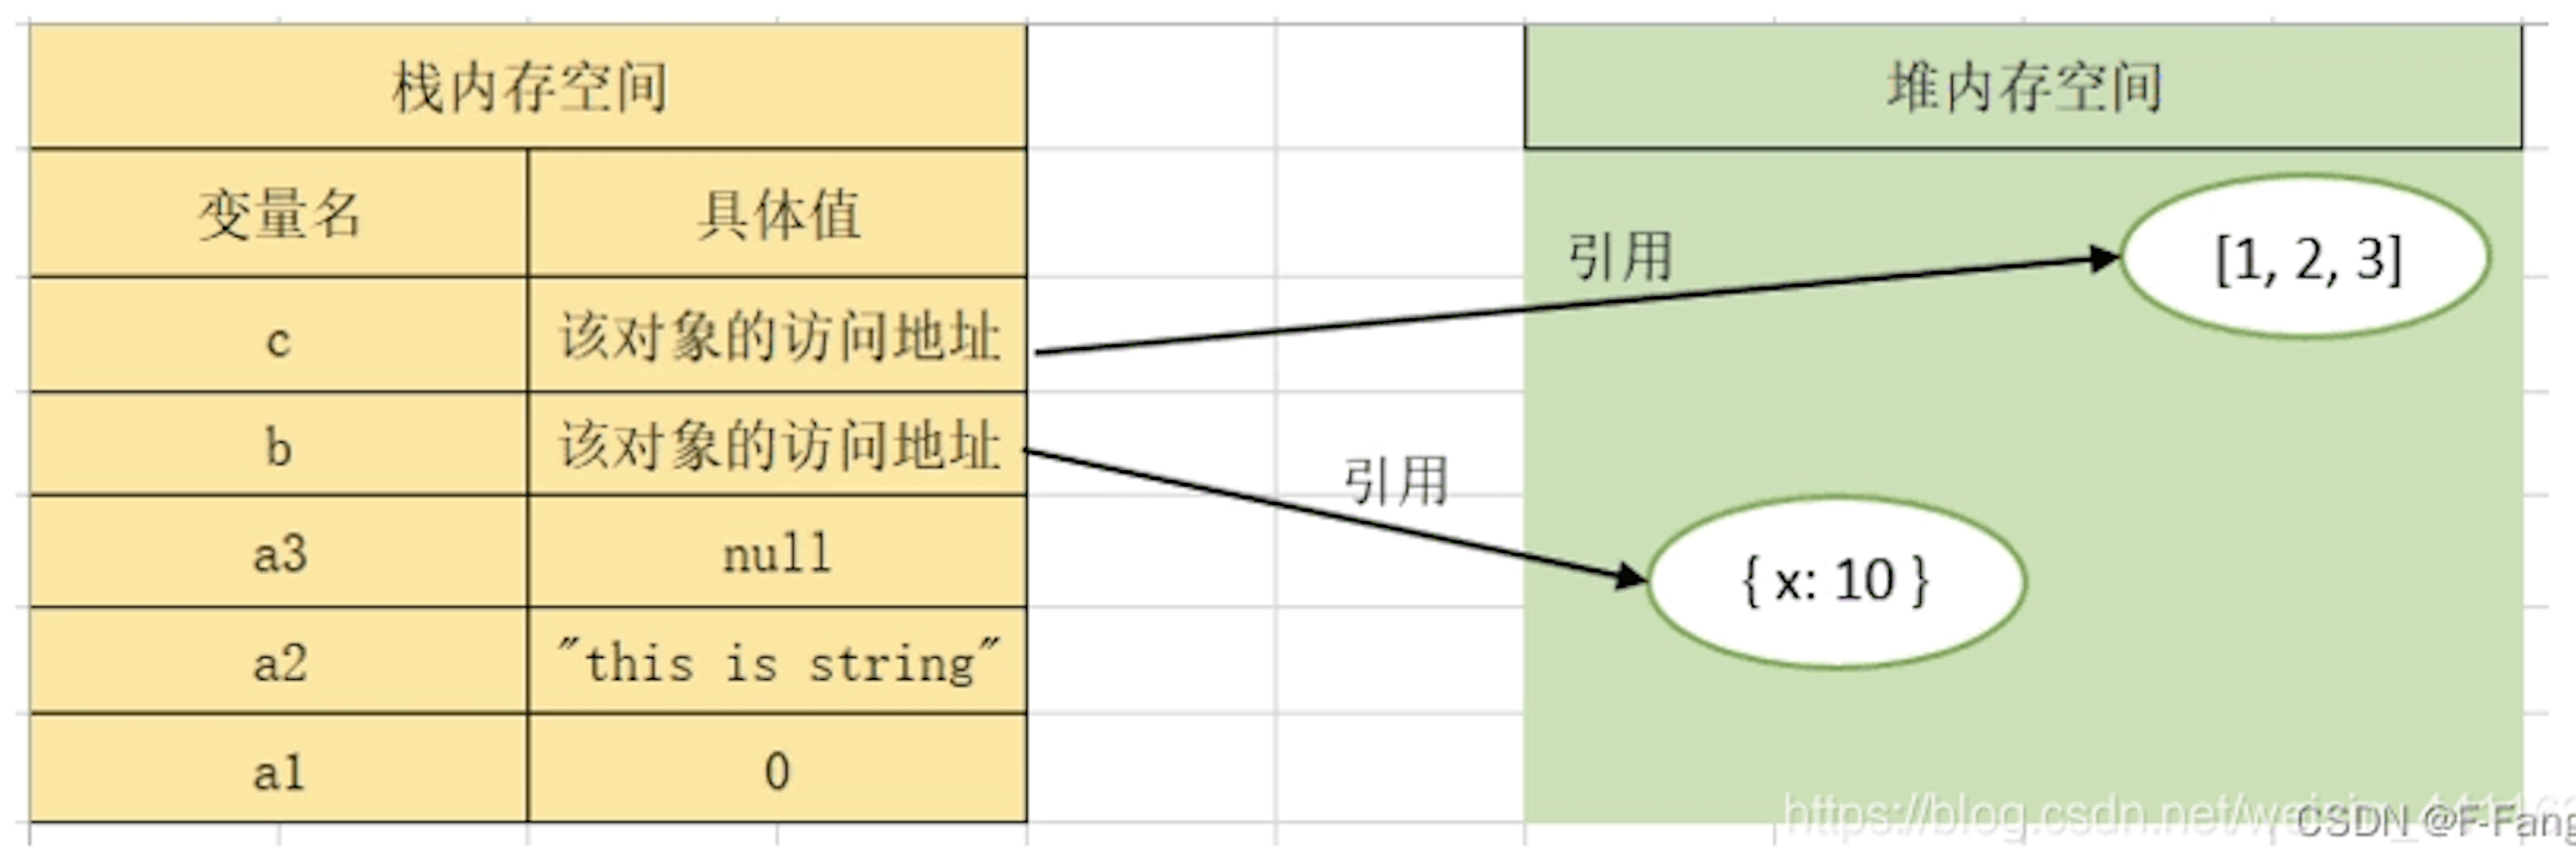 栈内存空间
堆内存空间
变量名 具体值
c 该对象的访问地址
引用
[1, 2, 3]
b 该对象的访问地址
引用
a3 null
{ x: 10 }
a2 "this is string"
a1 0
https://blog.csdn.net/
CSDN @F-Fang